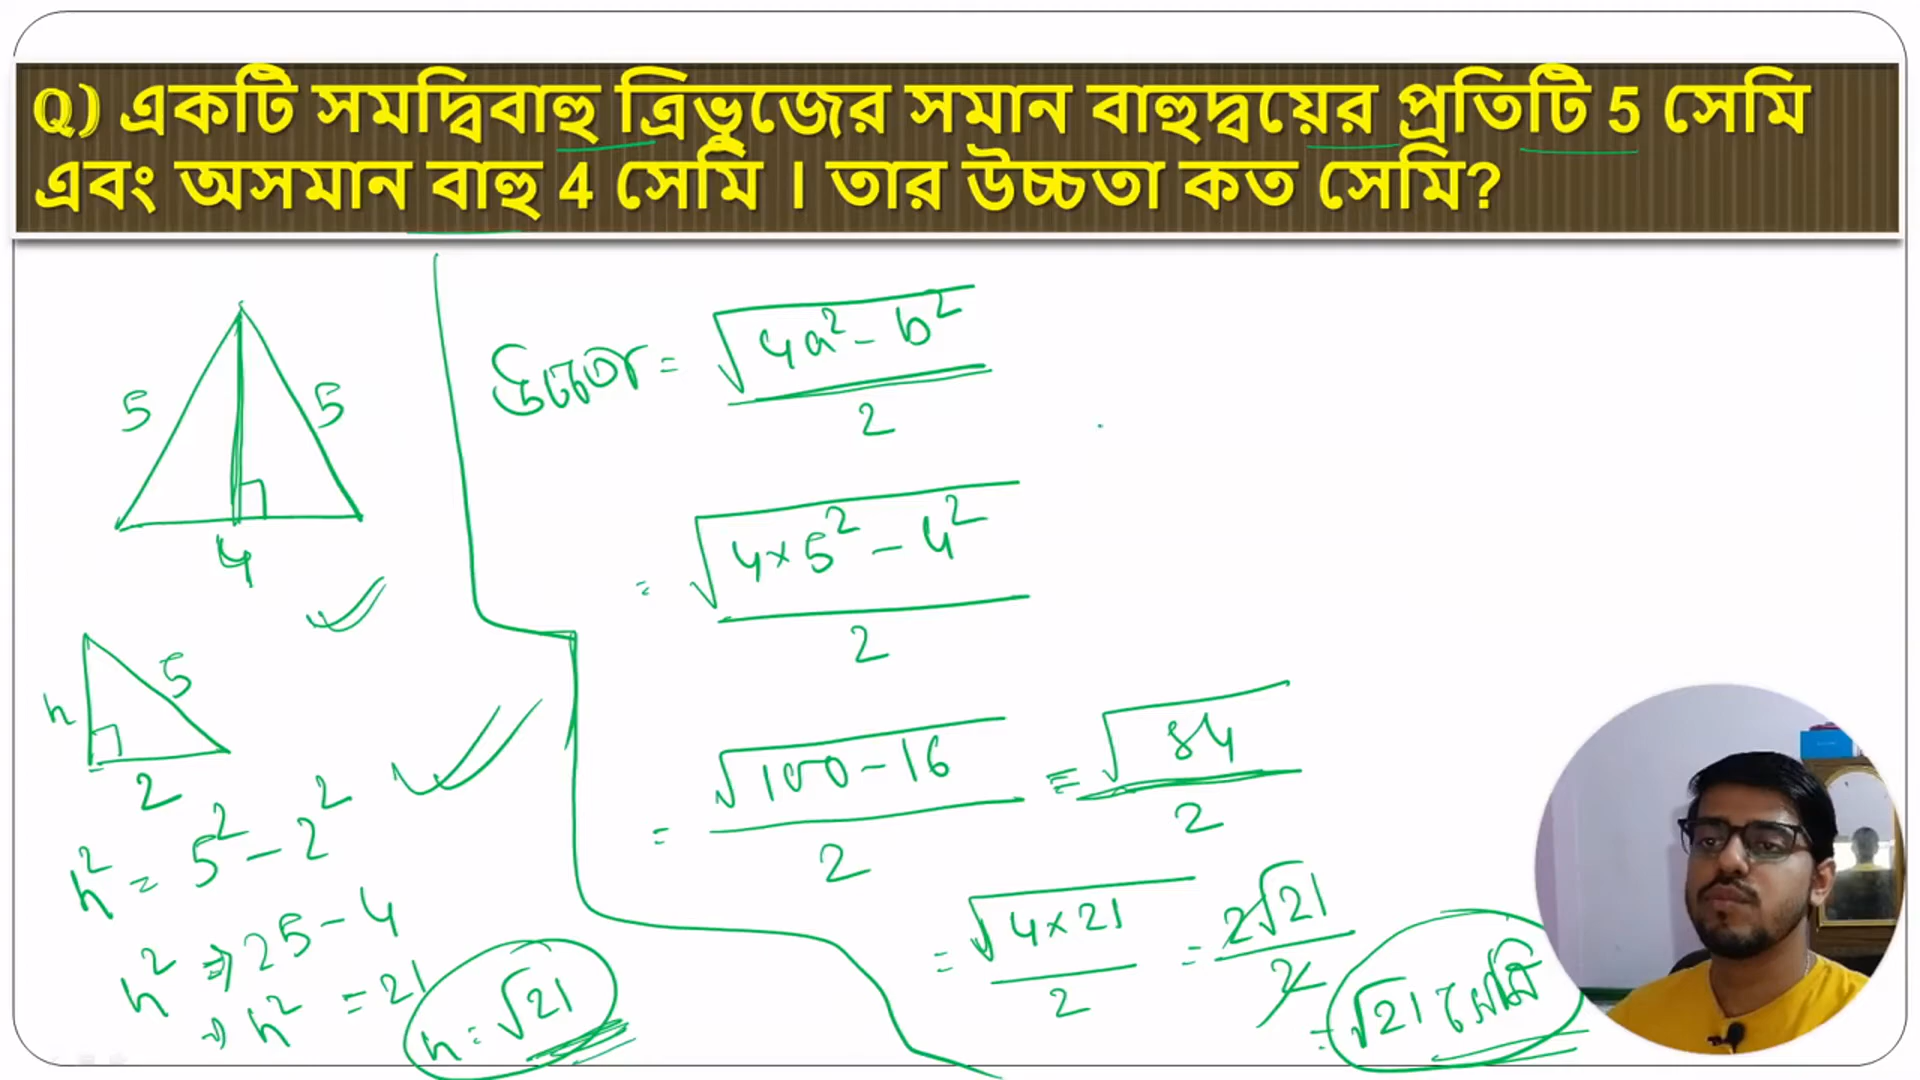 Q) একটি সমদ্বিবাহু ত্রিভুজের সমান বাহুদ্বয়ের প্রতিটি 5 সেমি
এবং অসমান বাহু 4 সেমি । তার উচ্চতা কত সেমি?
5
5
4
h
5
2
h² = 5² - 2²
h² ⇒ 25 - 4
⇒ h² = 21
h = √21
উচ্চতা = √(4a² - b²) / 2
= √(4×5² - 4²) / 2
= √(100 - 16) / 2 = √84 / 2
= √(4×21) / 2 = 2√21 / 2
= √21 সেমি